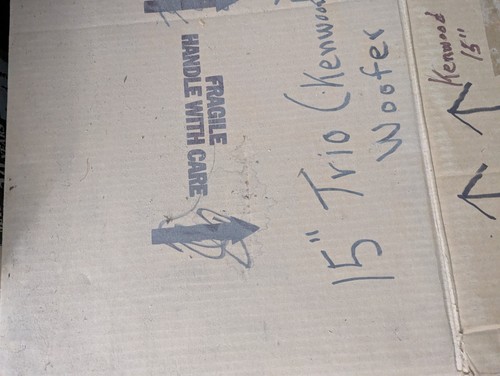 FRAGILE
HANDLE WITH CARE
15" Trio (Kenwood
Woofer
Kenwood
15"